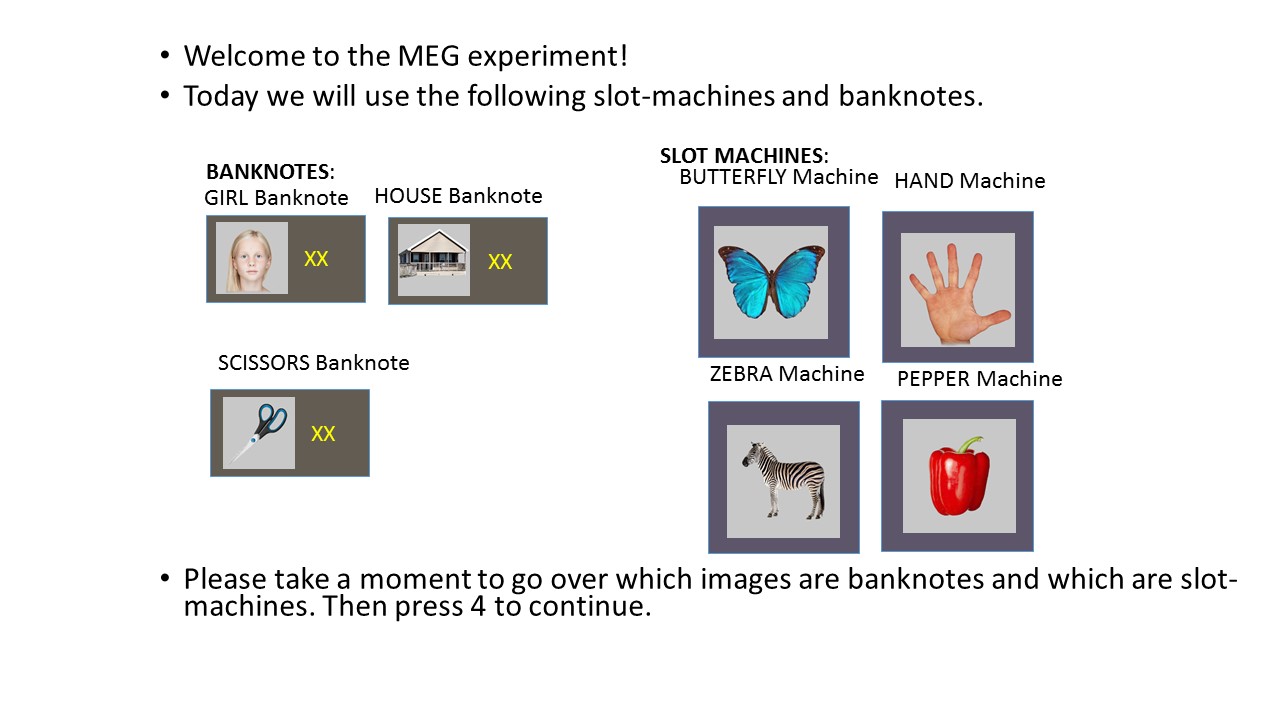 • Welcome to the MEG experiment!
• Today we will use the following slot-machines and banknotes.
BANKNOTES:
GIRL Banknote
HOUSE Banknote
XX
XX
SCISSORS Banknote
XX
SLOT MACHINES:
BUTTERFLY Machine
HAND Machine
ZEBRA Machine
PEPPER Machine
• Please take a moment to go over which images are banknotes and which are slot-
machines. Then press 4 to continue.